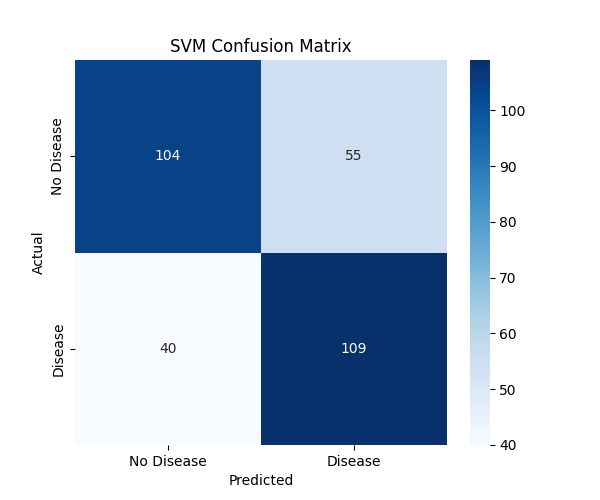 SVM Confusion Matrix
Actual
No Disease
Disease
104
55
40
109
No Disease
Disease
Predicted
100
90
80
70
60
50
40